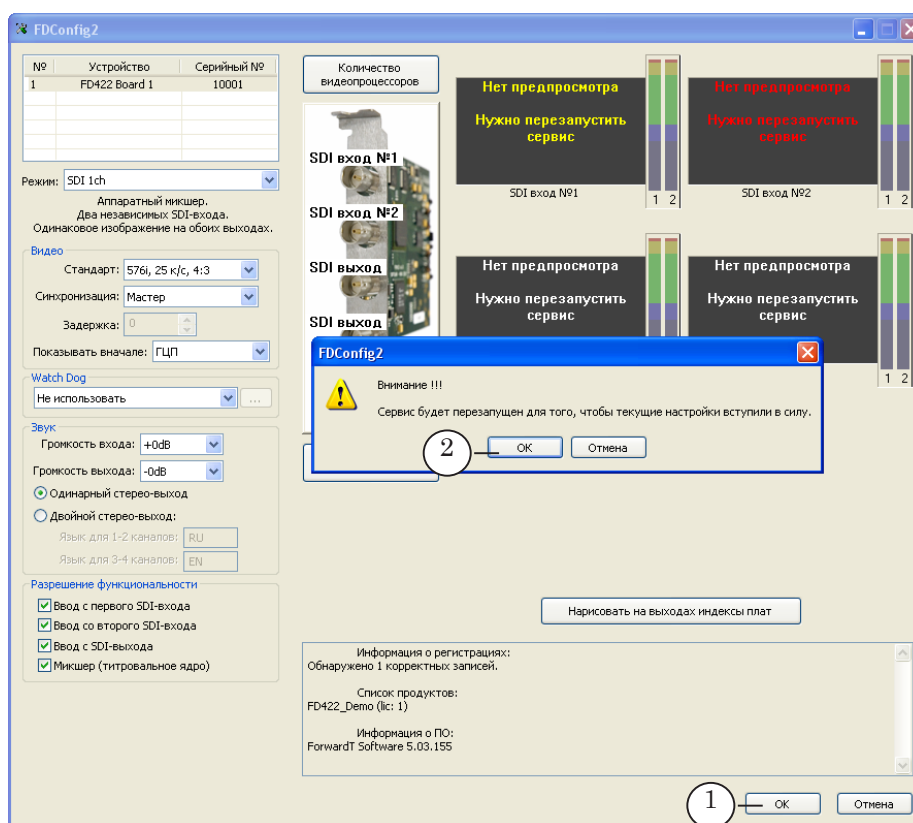 FDConfig2
№ Устройство Серийный №
1 FD422 Board 1 10001
Режим: SDI 1ch
Аппаратный микшер.
Два независимых SDI-входа.
Одинаковое изображение на обоих выходах.
Видео
Стандарт: 576i, 25 к/с, 4:3
Синхронизация: Мастер
Задержка: 0
Показывать вначале: ГЦП
Watch Dog
Не использовать ...
Звук
Громкость входа: +0dB
Громкость выхода: -0dB
Одинарный стерео-выход
Двойной стерео-выход:
Язык для 1-2 каналов: RU
Язык для 3-4 каналов: EN
Разрешение функциональности
Ввод с первого SDI-входа
Ввод со второго SDI-входа
Ввод с SDI-выхода
Микшер (титровальное ядро)
Количество
видеопроцессоров
SDI вход №1
SDI вход №2
SDI выход
SDI выход
Нет предпросмотра
Нужно перезапустить
сервис
SDI вход №1
1 2
Нет предпросмотра
Нужно перезапустить
сервис
SDI вход №2
1 2
Нет предпросмотра
Нужно перезапустить
сервис
Нет предпросмотра
Нужно перезапустить
сервис
1 2
FDConfig2
Внимание !!!
Сервис будет перезапущен для того, чтобы текущие настройки вступили в силу.
2
OK Отмена
Нарисовать на выходах индексы плат
Информация о регистрациях:
Обнаружено 1 корректных записей.
Список продуктов:
FD422_Demo (lic: 1)
Информация о ПО:
ForwardT Software 5.03.155
1
OK Отмена